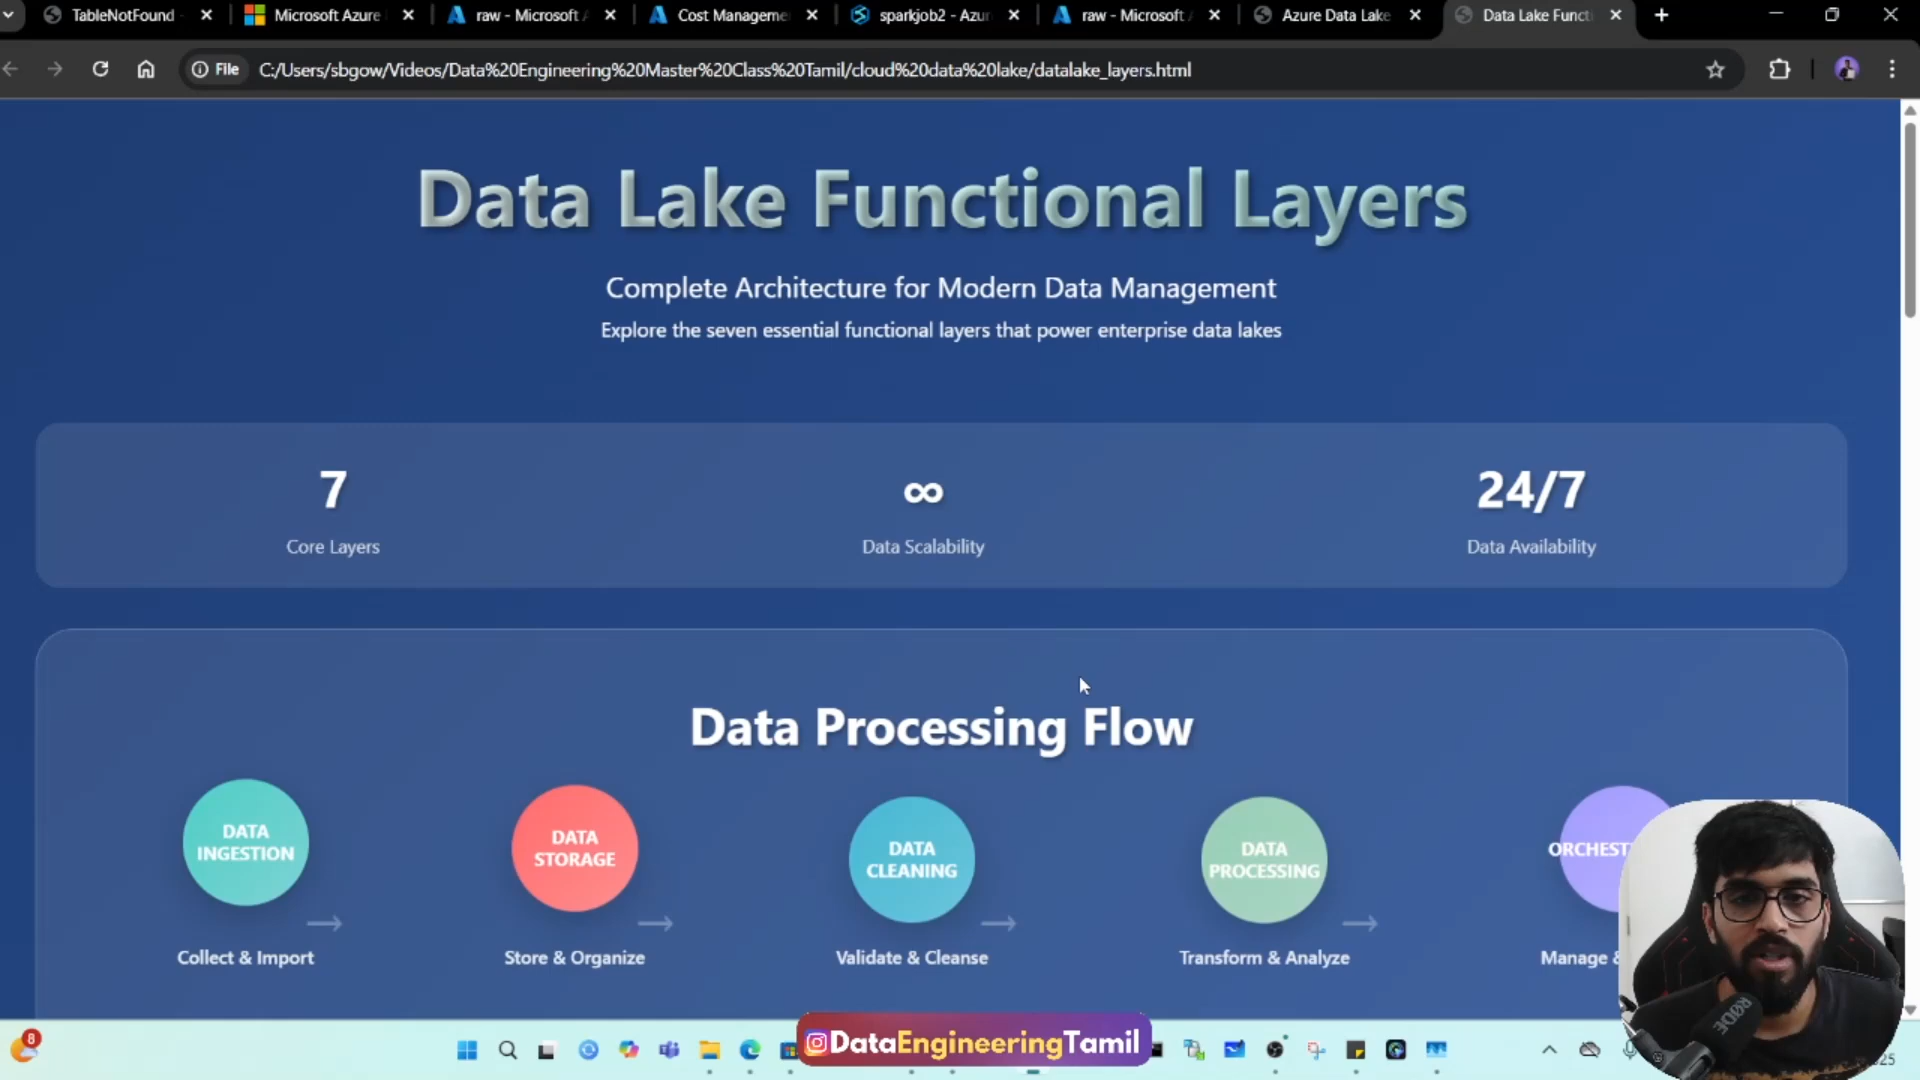 TableNotFound
Microsoft Azure
raw - Microsoft
Cost Manageme
sparkjob2 - Azur
raw - Microsoft
Azure Data Lake
Data Lake Funct
File
C:/Users/sbgow/Videos/Data%20Engineering%20Master%20Class%20Tamil/cloud%20data%20lake/datalake_layers.html
Data Lake Functional Layers
Complete Architecture for Modern Data Management
Explore the seven essential functional layers that power enterprise data lakes
7
∞
24/7
Core Layers
Data Scalability
Data Availability
Data Processing Flow
DATA
INGESTION
DATA
STORAGE
DATA
CLEANING
DATA
PROCESSING
ORCHEST
Collect & Import
Store & Organize
Validate & Cleanse
Transform & Analyze
Manage &
8
DataEngineeringTamil
RØDE